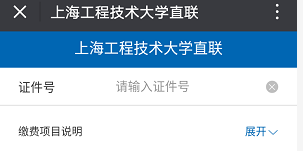 上海工程技术大学直联
上海工程技术大学直联
证件号 请输入证件号
缴费项目说明 展开